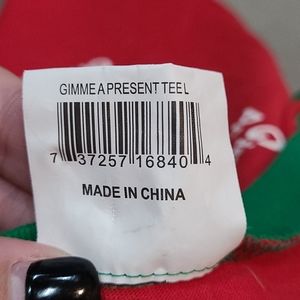 GIMME A PRESENT TEE L
7 37257 16840 4
MADE IN CHINA